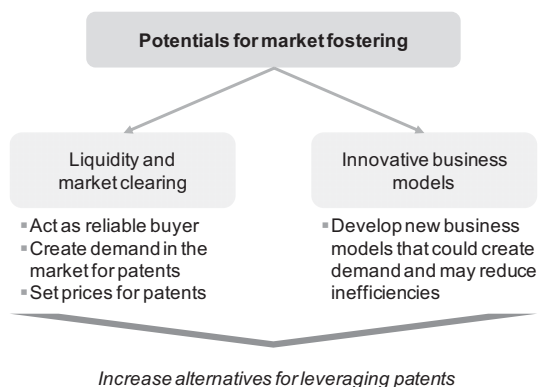 Potentials for market fostering
Liquidity and
market clearing
▪Act as reliable buyer
▪Create demand in the
market for patents
▪Set prices for patents
Innovative business
models
▪Develop new business
models that could create
demand and may reduce
inefficiencies
Increase alternatives for leveraging patents